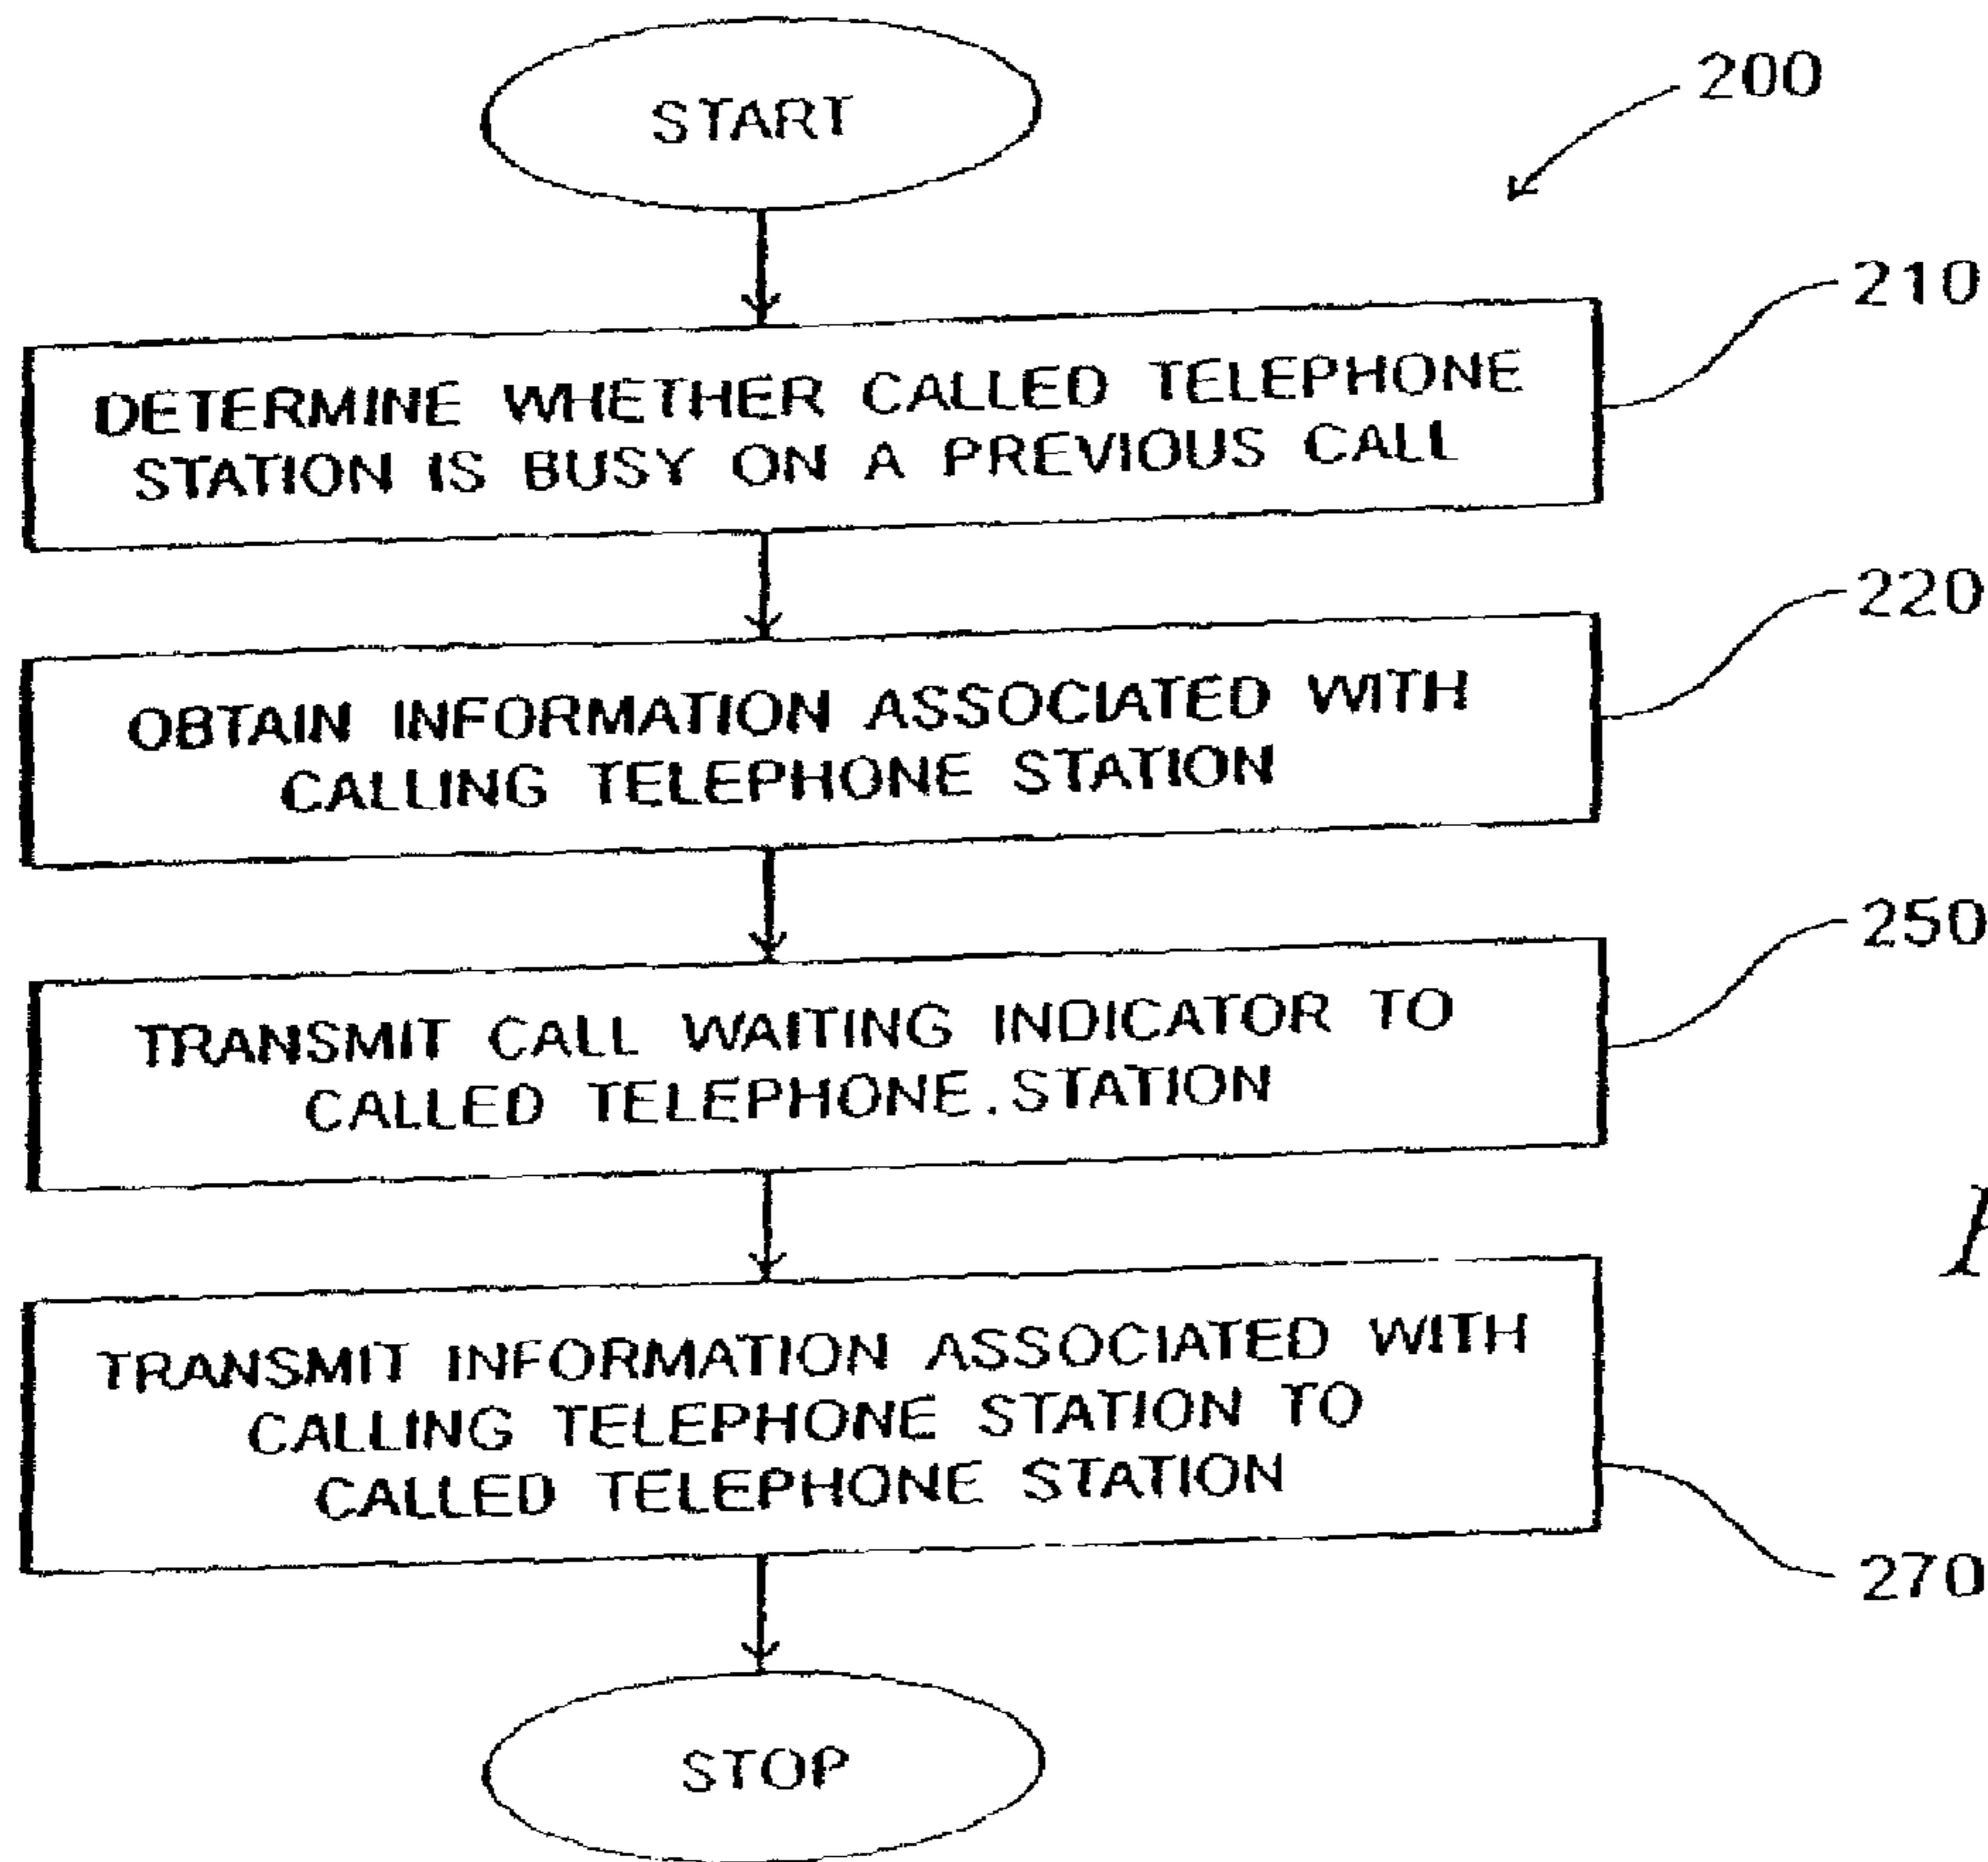 START
200
210
DETERMINE WHETHER CALLED TELEPHONE
STATION IS BUSY ON A PREVIOUS CALL
220
OBTAIN INFORMATION ASSOCIATED WITH
CALLING TELEPHONE STATION
250
TRANSMIT CALL WAITING INDICATOR TO
CALLED TELEPHONE.STATION
TRANSMIT INFORMATION ASSOCIATED WITH
CALLING TELEPHONE STATION TO
CALLED TELEPHONE STATION
270
STOP